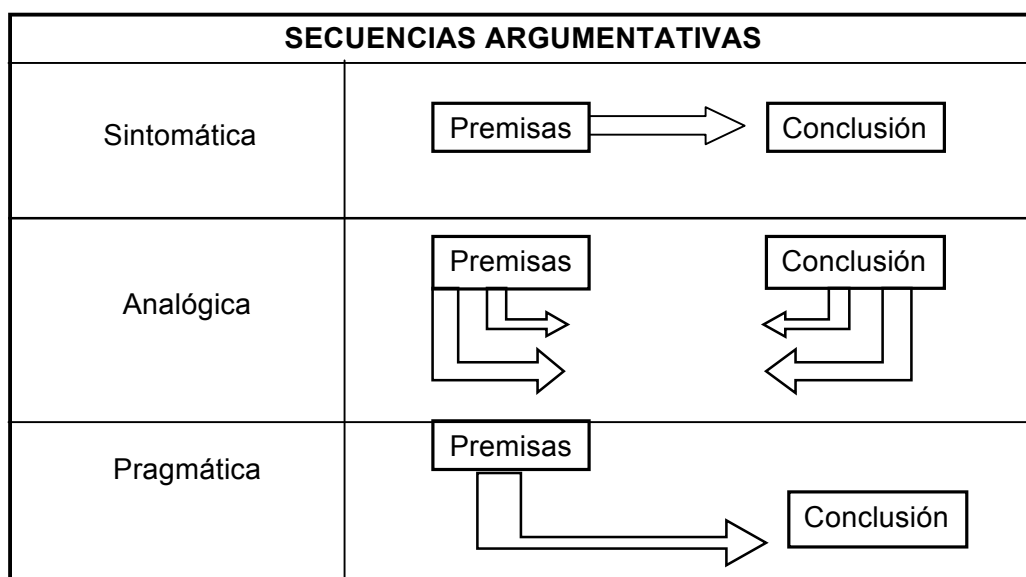 SECUENCIAS ARGUMENTATIVAS
Sintomática
Premisas
Conclusión
Analógica
Premisas
Conclusión
Pragmática
Premisas
Conclusión